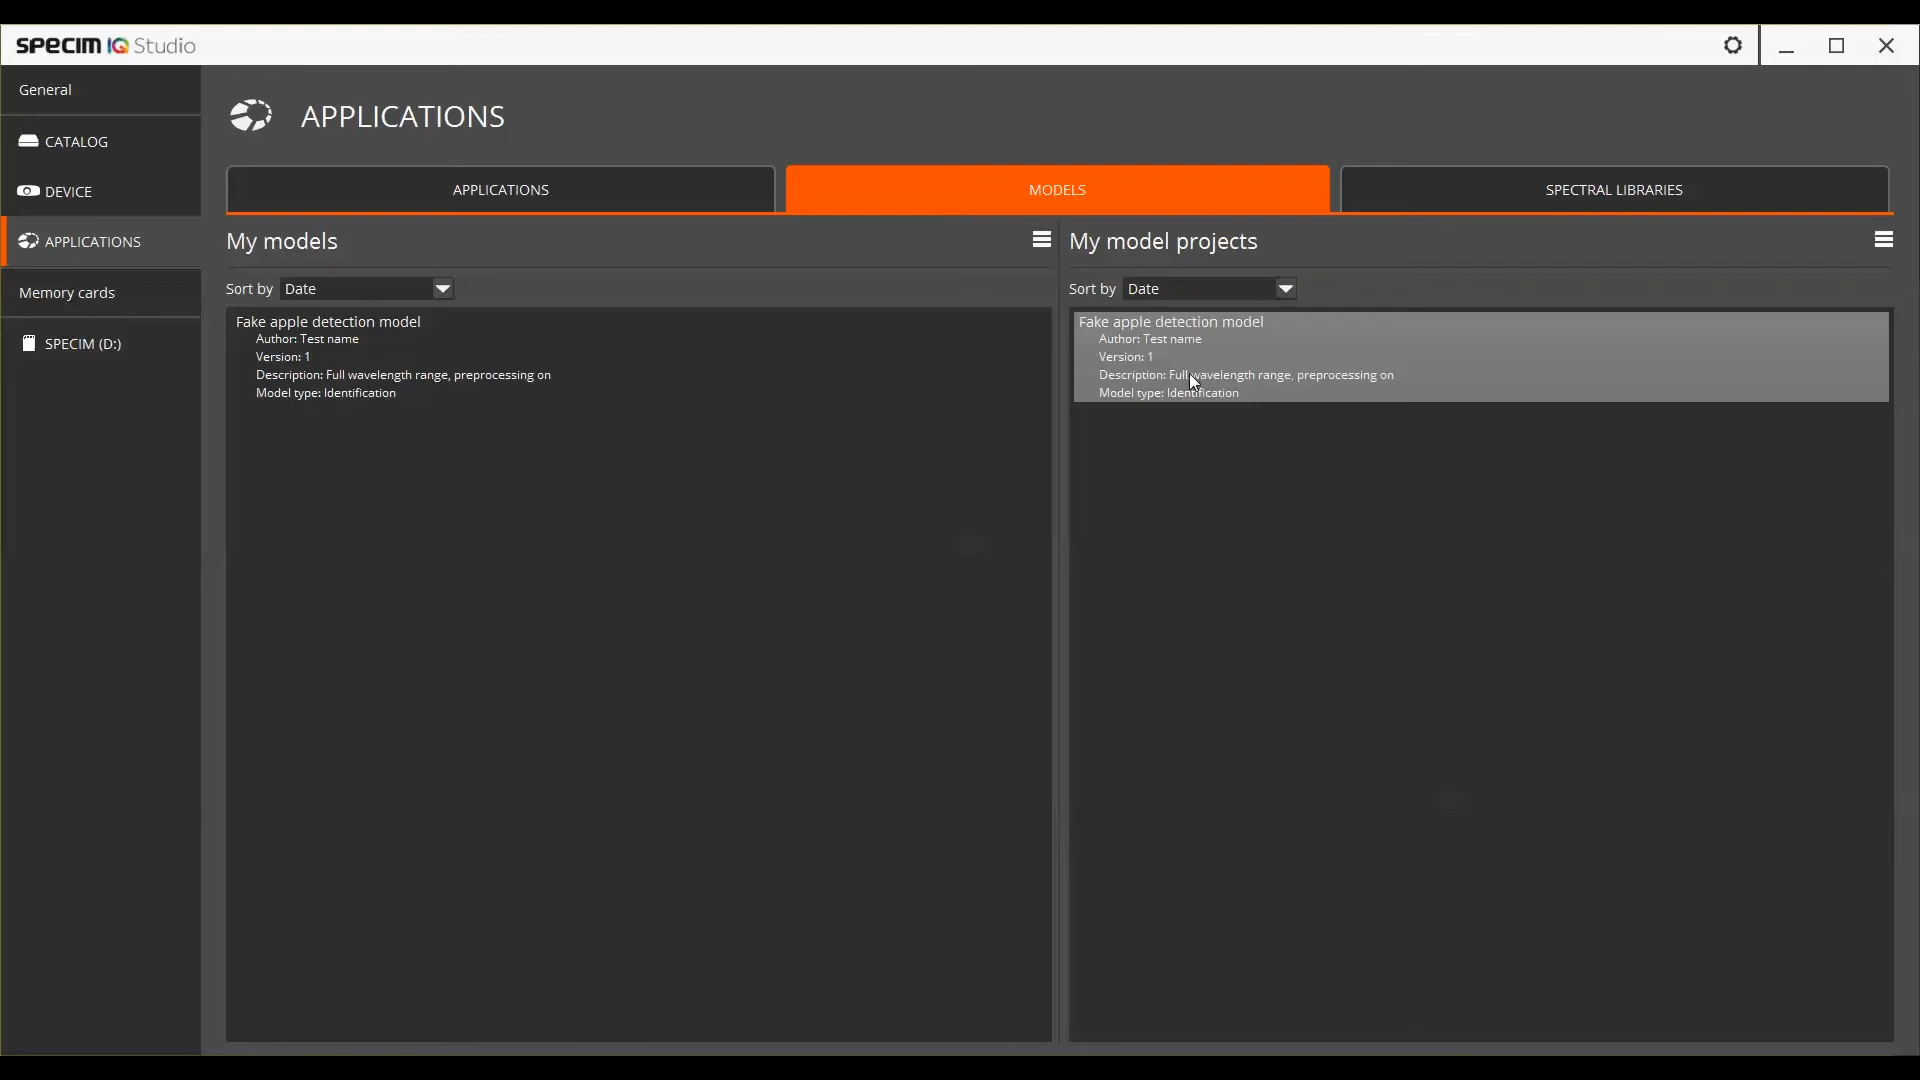 SPECIM IQ Studio
General
CATALOG
DEVICE
APPLICATIONS
Memory cards
SPECIM (D:)
APPLICATIONS
APPLICATIONS
MODELS
SPECTRAL LIBRARIES
My models
Sort by Date
Fake apple detection model
Author: Test name
Version: 1
Description: Full wavelength range, preprocessing on
Model type: Identification
My model projects
Sort by Date
Fake apple detection model
Author: Test name
Version: 1
Description: Full wavelength range, preprocessing on
Model type: Identification